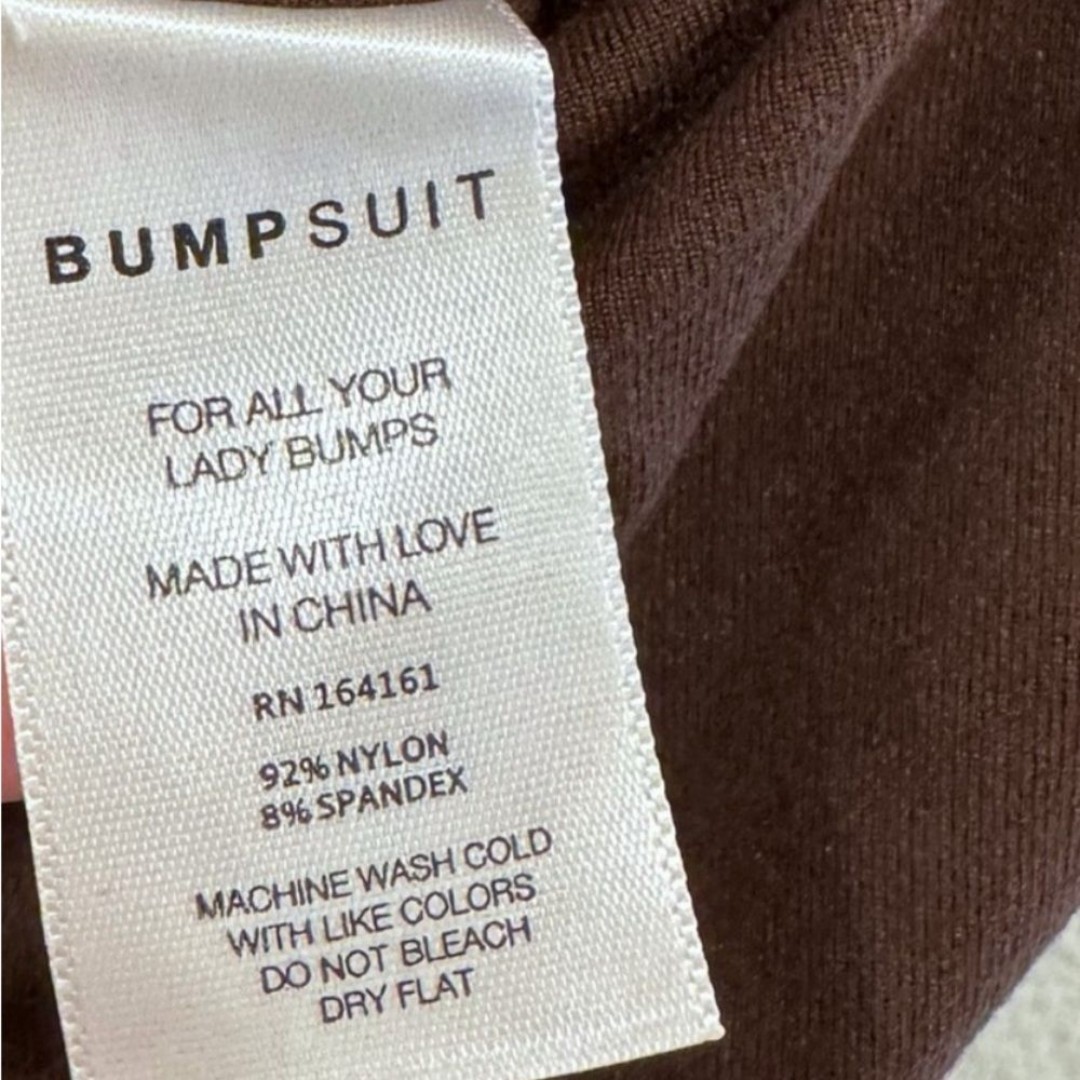 BUMPSUIT
FOR ALL YOUR
LADY BUMPS
MADE WITH LOVE
IN CHINA
RN 164161
92% NYLON
8% SPANDEX
MACHINE WASH COLD
WITH LIKE COLORS
DO NOT BLEACH
DRY FLAT